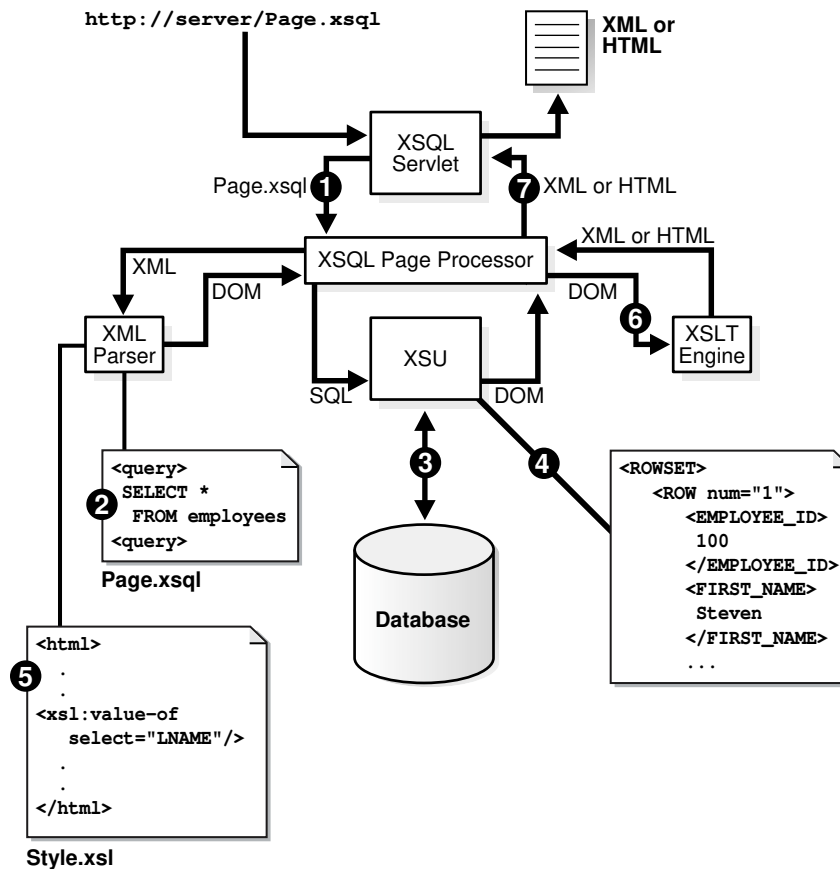 http://server/Page.xsql
XML or
HTML
XSQL
Servlet
Page.xsql
1
7
XML or HTML
XSQL Page Processor
XML or HTML
XML
DOM
DOM
6
XML
Parser
XSU
XSLT
Engine
SQL
DOM
3
4
2
<query>
SELECT *
FROM employees
<query>
Page.xsql
<ROWSET>
<ROW num="1">
<EMPLOYEE_ID>
100
</EMPLOYEE_ID>
<FIRST_NAME>
Steven
</FIRST_NAME>
...
Database
5
<html>
.
.
<xsl:value-of
select="LNAME"/>
.
.
</html>
Style.xsl